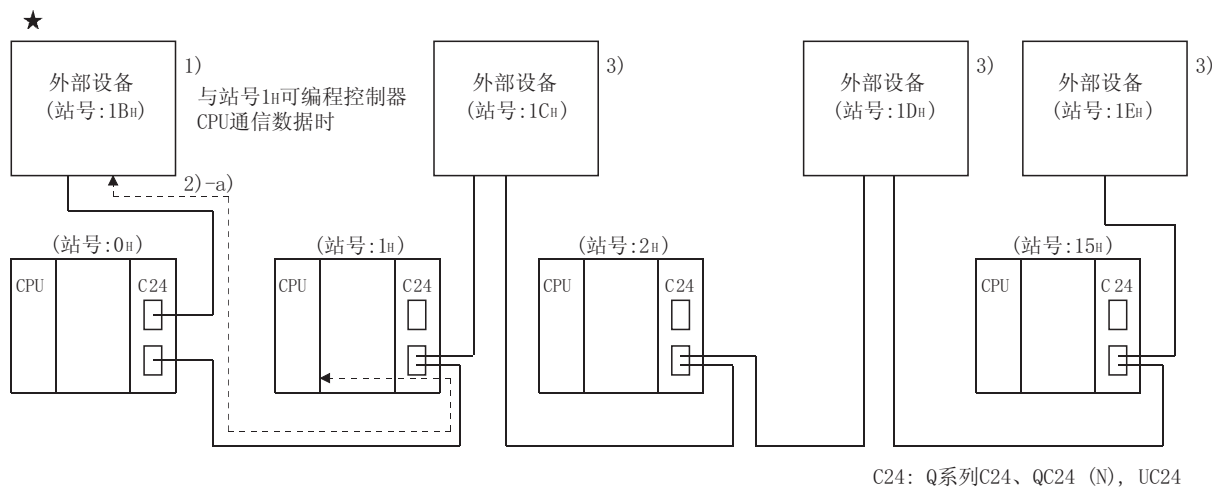 ★
外部设备
(站号:1BH)
1)
与站号1H可编程控制器
CPU通信数据时
外部设备
(站号:1CH)
3)
外部设备
(站号:1DH)
3)
外部设备
(站号:1EH)
3)
2)-a)
(站号:0H)
(站号:1H)
(站号:2H)
(站号:15H)
CPU
C24
CPU
C24
CPU
C24
CPU
C24
C24: Q系列C24、QC24 (N), UC24